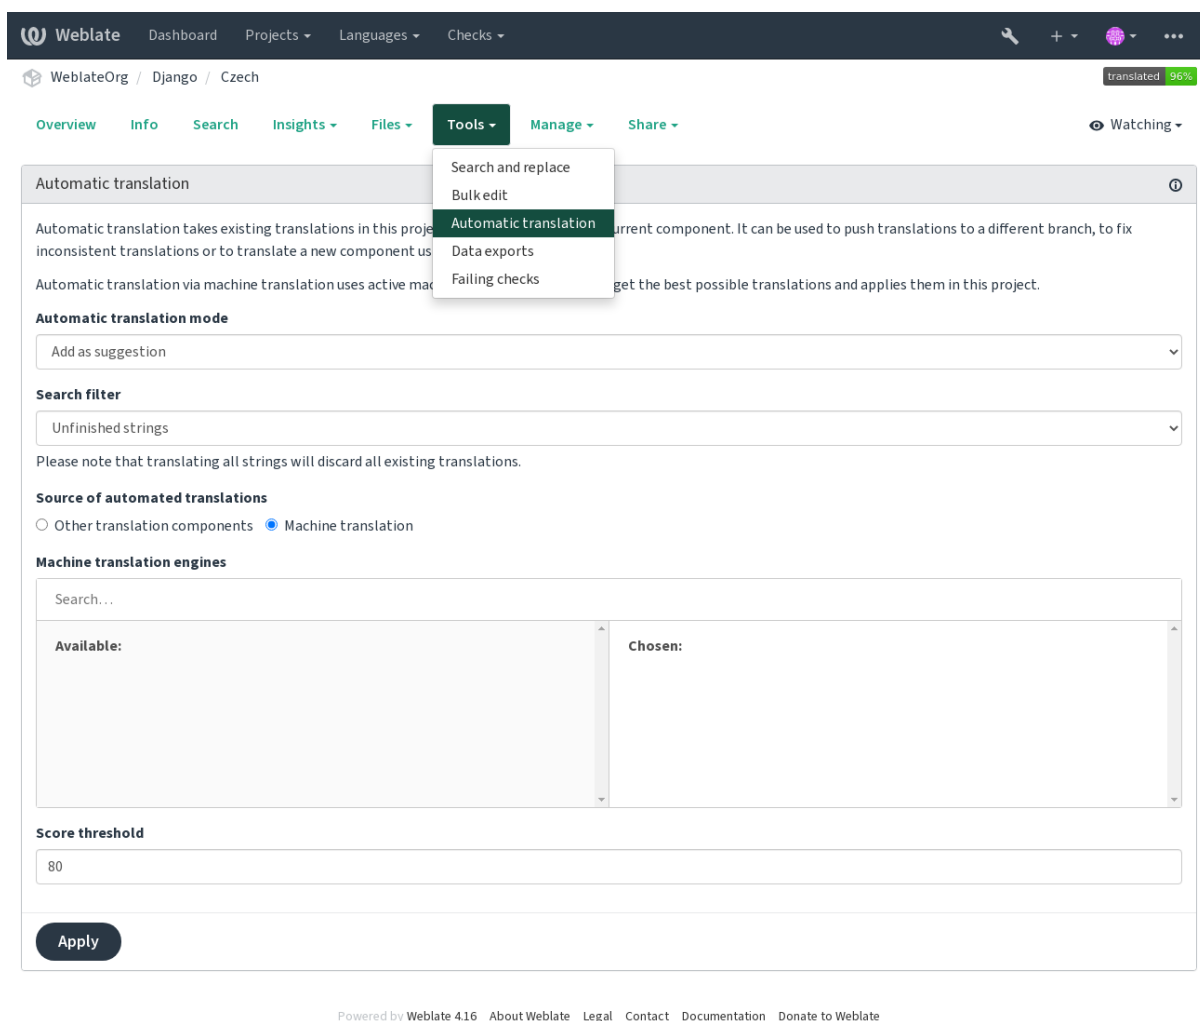 Weblate Dashboard Projects Languages Checks
WeblateOrg / Django / Czech translated 96%
Overview Info Search Insights Files Tools Manage Share Watching
Search and replace
Bulk edit
Automatic translation
Data exports
Failing checks
Automatic translation
Automatic translation takes existing translations in this proje urrent component. It can be used to push translations to a different branch, to fix
inconsistent translations or to translate a new component us
Automatic translation via machine translation uses active mac get the best possible translations and applies them in this project.
Automatic translation mode
Add as suggestion
Search filter
Unfinished strings
Please note that translating all strings will discard all existing translations.
Source of automated translations
Other translation components Machine translation
Machine translation engines
Search…
Available: Chosen:
Score threshold
80
Apply
Powered by Weblate 4.16 About Weblate Legal Contact Documentation Donate to Weblate